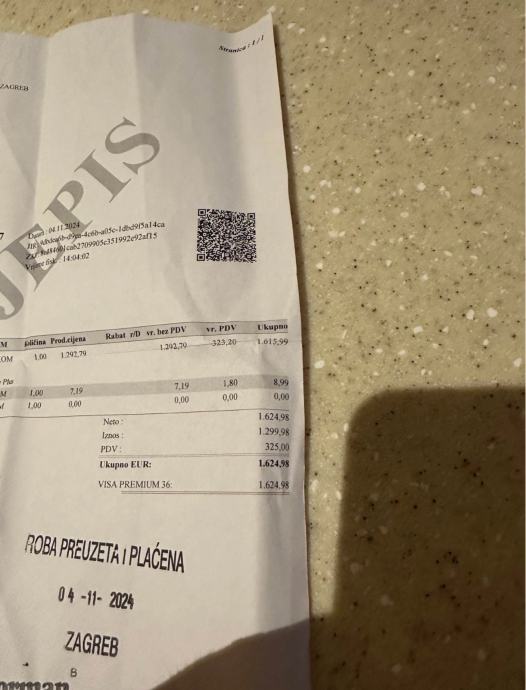 Stranica : 1 / 1
ZAGREB
JEPIS
Datum : 04.11.2024
Vrijeme fisk. : 14:04:02
količina Prod.cijena Rabat r/D vr. bez PDV vr. PDV Ukupno
KOM 1,00 1.292,79 1.292,79 323,20 1.615,99
Plus
M 1,00 7,19 7,19 1,80 8,99
1,00 0,00 0,00 0,00 0,00
Neto : 1.624,98
Iznos : 1.299,98
PDV : 325,00
Ukupno EUR: 1.624,98
VISA PREMIUM 36: 1.624,98
ROBA PREUZETA I PLAĆENA
04 -11- 2024
ZAGREB
B